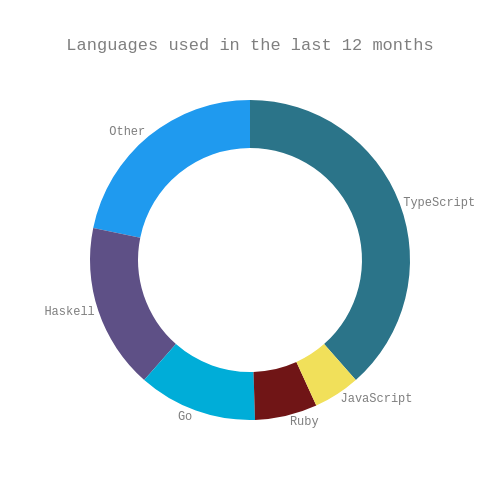 Languages used in the last 12 months
Other
TypeScript
Haskell
JavaScript
Go
Ruby